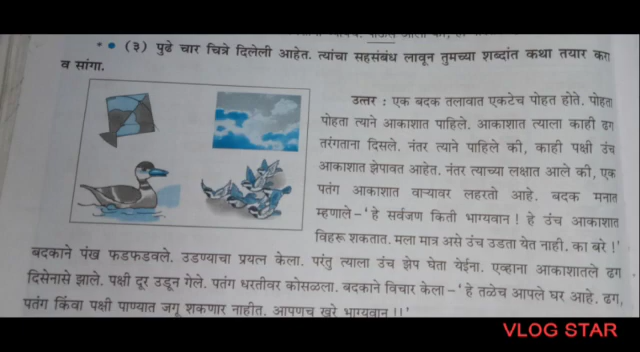 (३) पुढे चार चित्रे दिलेली आहेत. त्यांचा सहसंबंध लावून तुमच्या शब्दांत कथा तयार करा
व सांगा.
उत्तर : एक बदक तलावात एकटेच पोहत होते. पोहता
पोहता त्याने आकाशात पाहिले. आकाशात त्याला काही ढग
तरंगताना दिसले. नंतर त्याने पाहिले की, काही पक्षी उंच
आकाशात झेपावत आहेत. नंतर त्याच्या लक्षात आले की, एक
पतंग आकाशात वाऱ्यावर लहरतो आहे. बदक मनात
म्हणाले-'हे सर्वजण किती भाग्यवान ! हे उंच आकाशात
विहरू शकतात. मला मात्र असे उंच उडता येत नाही. का बरे !'
बदकाने पंख फडफडवले. उडण्याचा प्रयत्न केला. परंतु त्याला उंच झेप घेता येईना. एव्हाना आकाशातले ढग
दिसेनासे झाले. पक्षी दूर उडून गेले. पतंग धरतीवर कोसळला. बदकाने विचार केला-'हे तळेच आपले घर आहे. ढग,
पतंग किंवा पक्षी पाण्यात जगू शकणार नाहीत. आपणच खरे भाग्यवान !!'
VLOG STAR